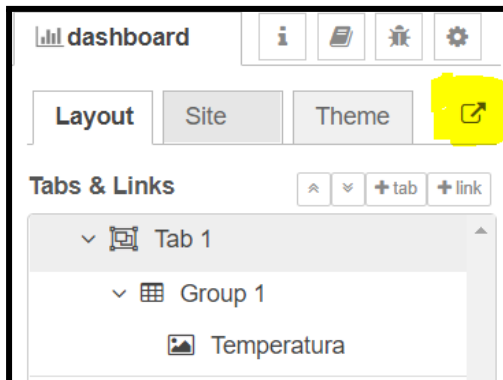 dashboard
Layout Site Theme
Tabs & Links +tab +link
Tab 1
Group 1
Temperatura